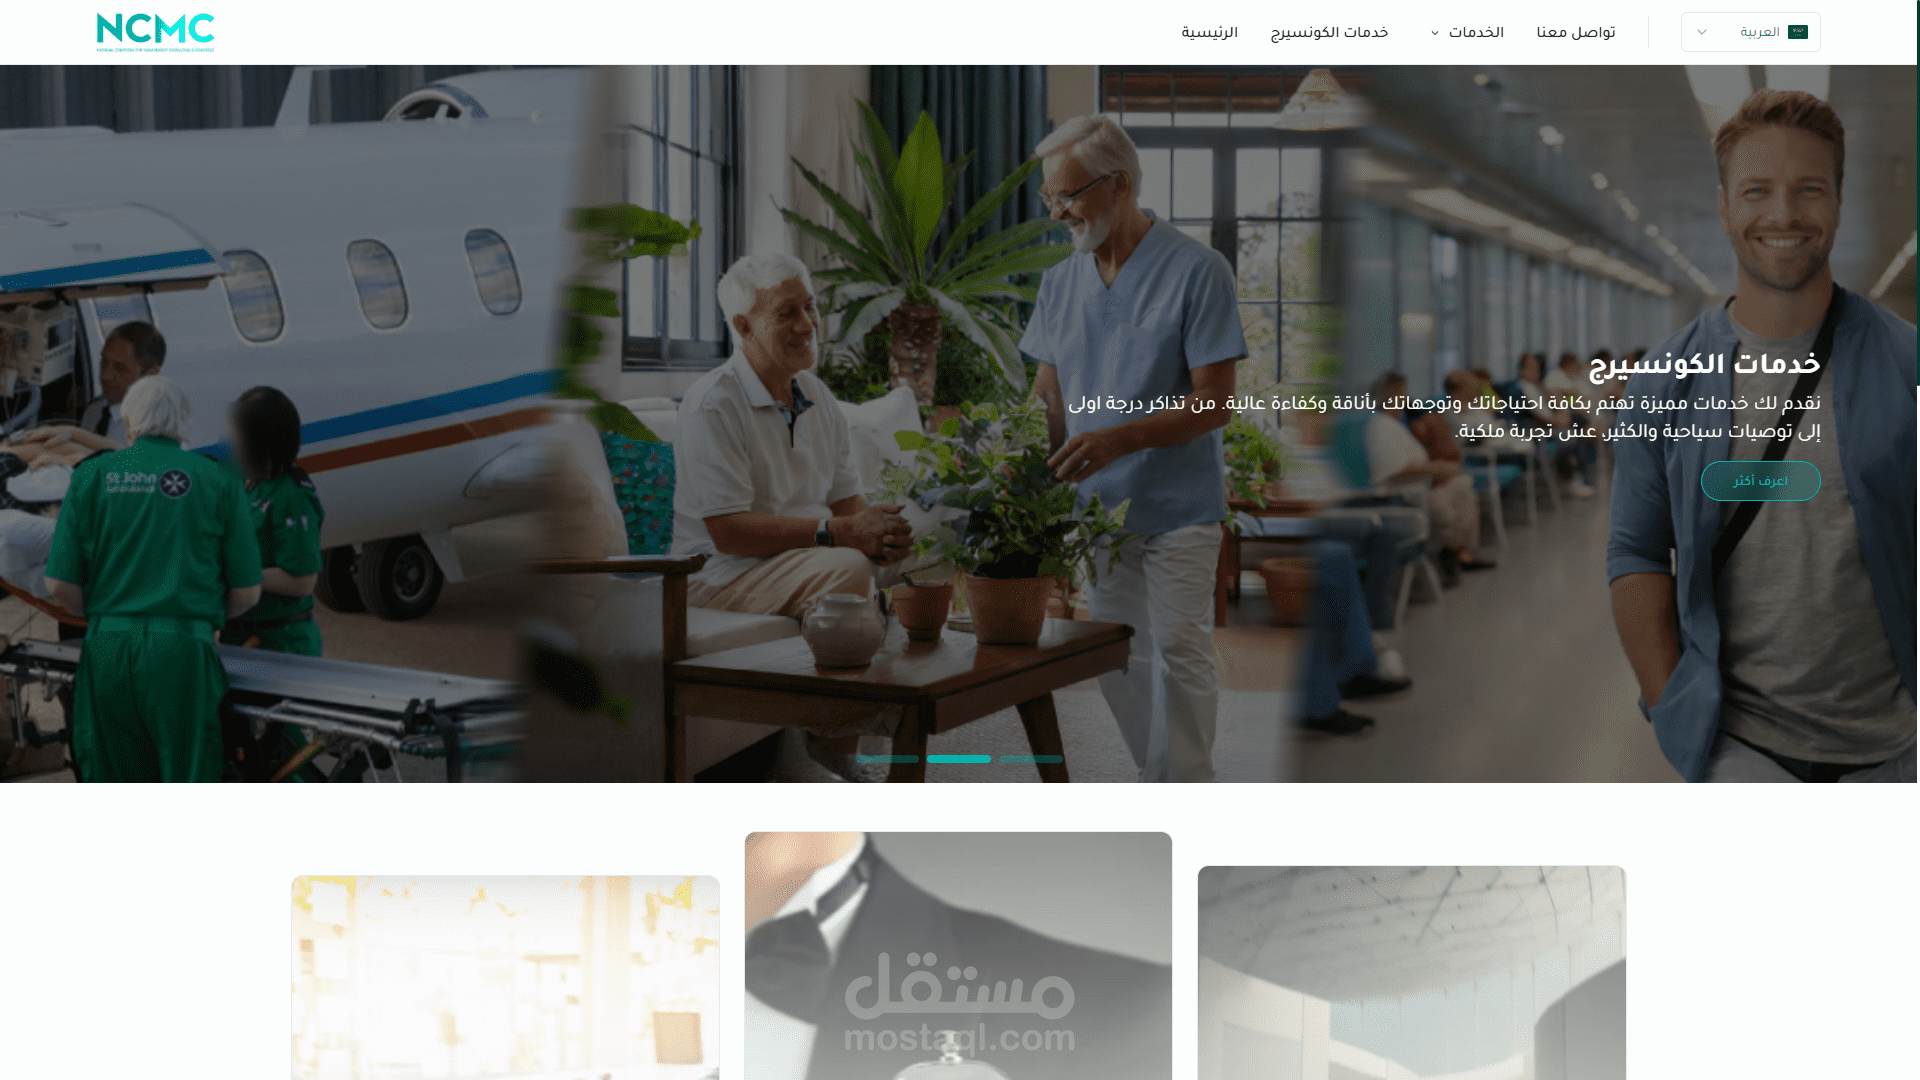 NCMC
الرئيسية
خدمات الكونسيرج
الخدمات
تواصل معنا
العربية
خدمات الكونسيرج
نقدم لك خدمات مميزة تهتم بكافة احتياجاتك وتوجهاتك بأناقة وكفاءة عالية. من تذاكر درجة اولى
إلى توصيات سياحية والكثير. عش تجربة ملكية.
اعرف أكثر
St John
مستقل
mostaql.com